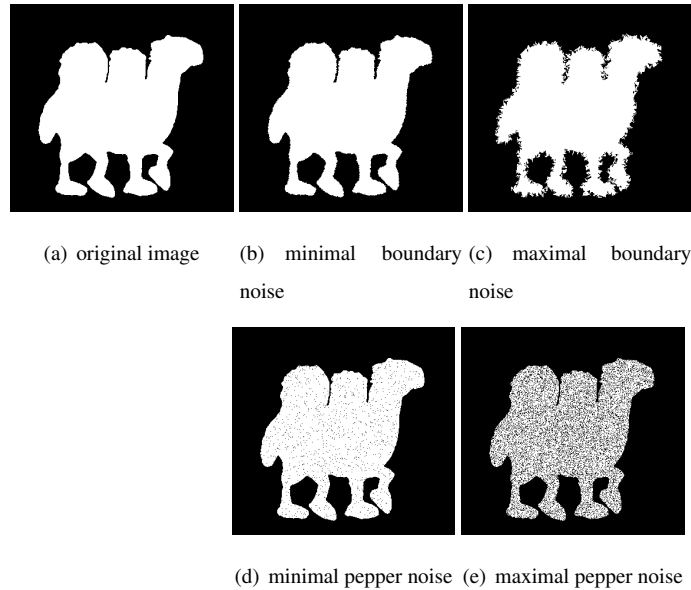 (a) original image
(b) minimal boundary noise
(c) maximal boundary noise
(d) minimal pepper noise
(e) maximal pepper noise